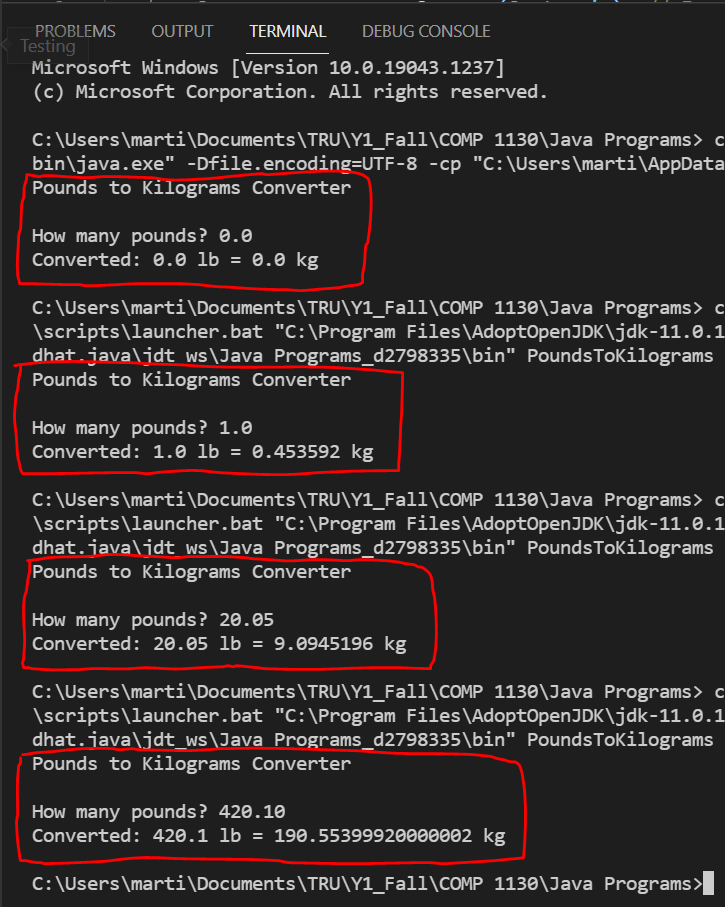 PROBLEMS OUTPUT TERMINAL DEBUG CONSOLE
Testing
Microsoft Windows [Version 10.0.19043.1237]
(c) Microsoft Corporation. All rights reserved.
C:\Users\marti\Documents\TRU\Y1_Fall\COMP 1130\Java Programs> c
bin\java.exe" -Dfile.encoding=UTF-8 -cp "C:\Users\marti\AppData
Pounds to Kilograms Converter
How many pounds? 0.0
Converted: 0.0 lb = 0.0 kg
C:\Users\marti\Documents\TRU\Y1_Fall\COMP 1130\Java Programs> c
\scripts\launcher.bat "C:\Program Files\AdoptOpenJDK\jdk-11.0.1
dhat.java\jdt_ws\Java Programs_d2798335\bin" PoundsToKilograms
Pounds to Kilograms Converter
How many pounds? 1.0
Converted: 1.0 lb = 0.453592 kg
C:\Users\marti\Documents\TRU\Y1_Fall\COMP 1130\Java Programs> c
\scripts\launcher.bat "C:\Program Files\AdoptOpenJDK\jdk-11.0.1
dhat.java\jdt_ws\Java Programs_d2798335\bin" PoundsToKilograms
Pounds to Kilograms Converter
How many pounds? 20.05
Converted: 20.05 lb = 9.0945196 kg
C:\Users\marti\Documents\TRU\Y1_Fall\COMP 1130\Java Programs> c
\scripts\launcher.bat "C:\Program Files\AdoptOpenJDK\jdk-11.0.1
dhat.java\jdt_ws\Java Programs_d2798335\bin" PoundsToKilograms
Pounds to Kilograms Converter
How many pounds? 420.10
Converted: 420.1 lb = 190.55399920000002 kg
C:\Users\marti\Documents\TRU\Y1_Fall\COMP 1130\Java Programs>